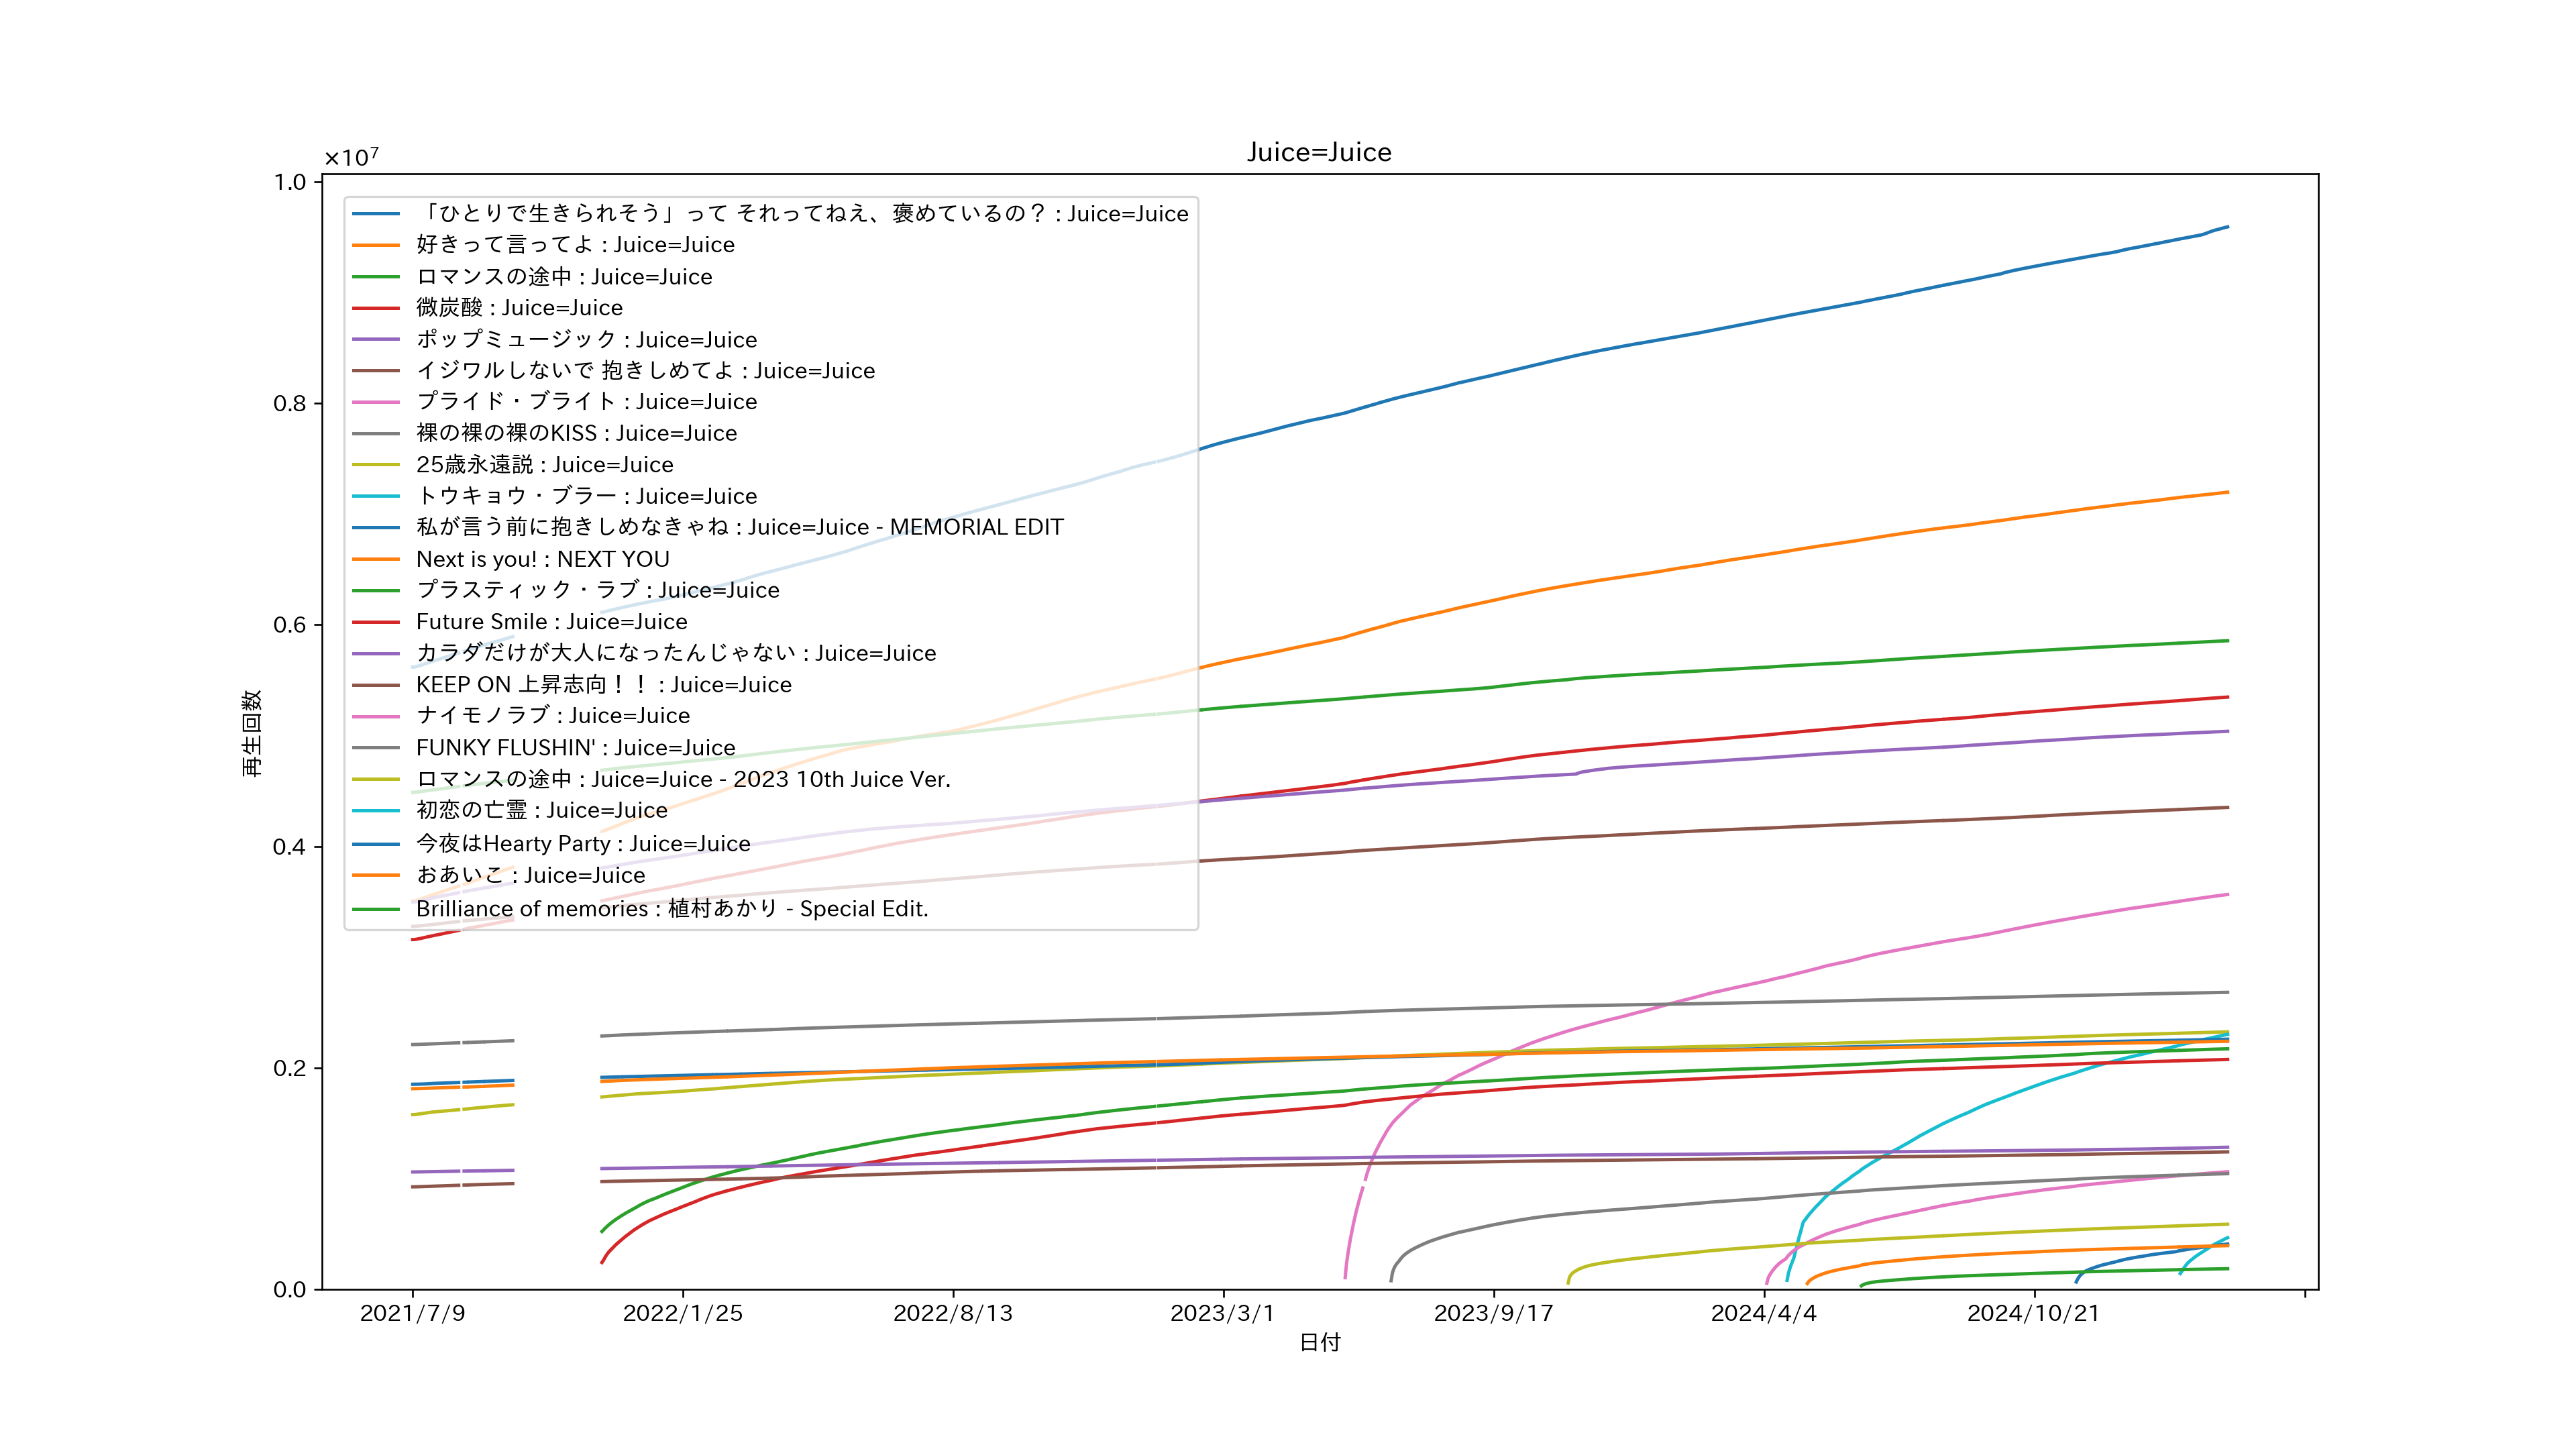 Juice=Juice
×10⁷
1.0
0.8
0.6
0.4
0.2
0.0
再生回数
「ひとりで生きられそう」って それってねえ、褒めているの？ : Juice=Juice
好きって言ってよ : Juice=Juice
ロマンスの途中 : Juice=Juice
微炭酸 : Juice=Juice
ポップミュージック : Juice=Juice
イジワルしないで 抱きしめてよ : Juice=Juice
プライド・ブライト : Juice=Juice
裸の裸の裸のKISS : Juice=Juice
25歳永遠説 : Juice=Juice
トウキョウ・ブラー : Juice=Juice
私が言う前に抱きしめなきゃね : Juice=Juice - MEMORIAL EDIT
Next is you! : NEXT YOU
プラスティック・ラブ : Juice=Juice
Future Smile : Juice=Juice
カラダだけが大人になったんじゃない : Juice=Juice
KEEP ON 上昇志向！！ : Juice=Juice
ナイモノラブ : Juice=Juice
FUNKY FLUSHIN' : Juice=Juice
ロマンスの途中 : Juice=Juice - 2023 10th Juice Ver.
初恋の亡霊 : Juice=Juice
今夜はHearty Party : Juice=Juice
おあいこ : Juice=Juice
Brilliance of memories : 植村あかり - Special Edit.
2021/7/9
2022/1/25
2022/8/13
2023/3/1
2023/9/17
2024/4/4
2024/10/21
日付